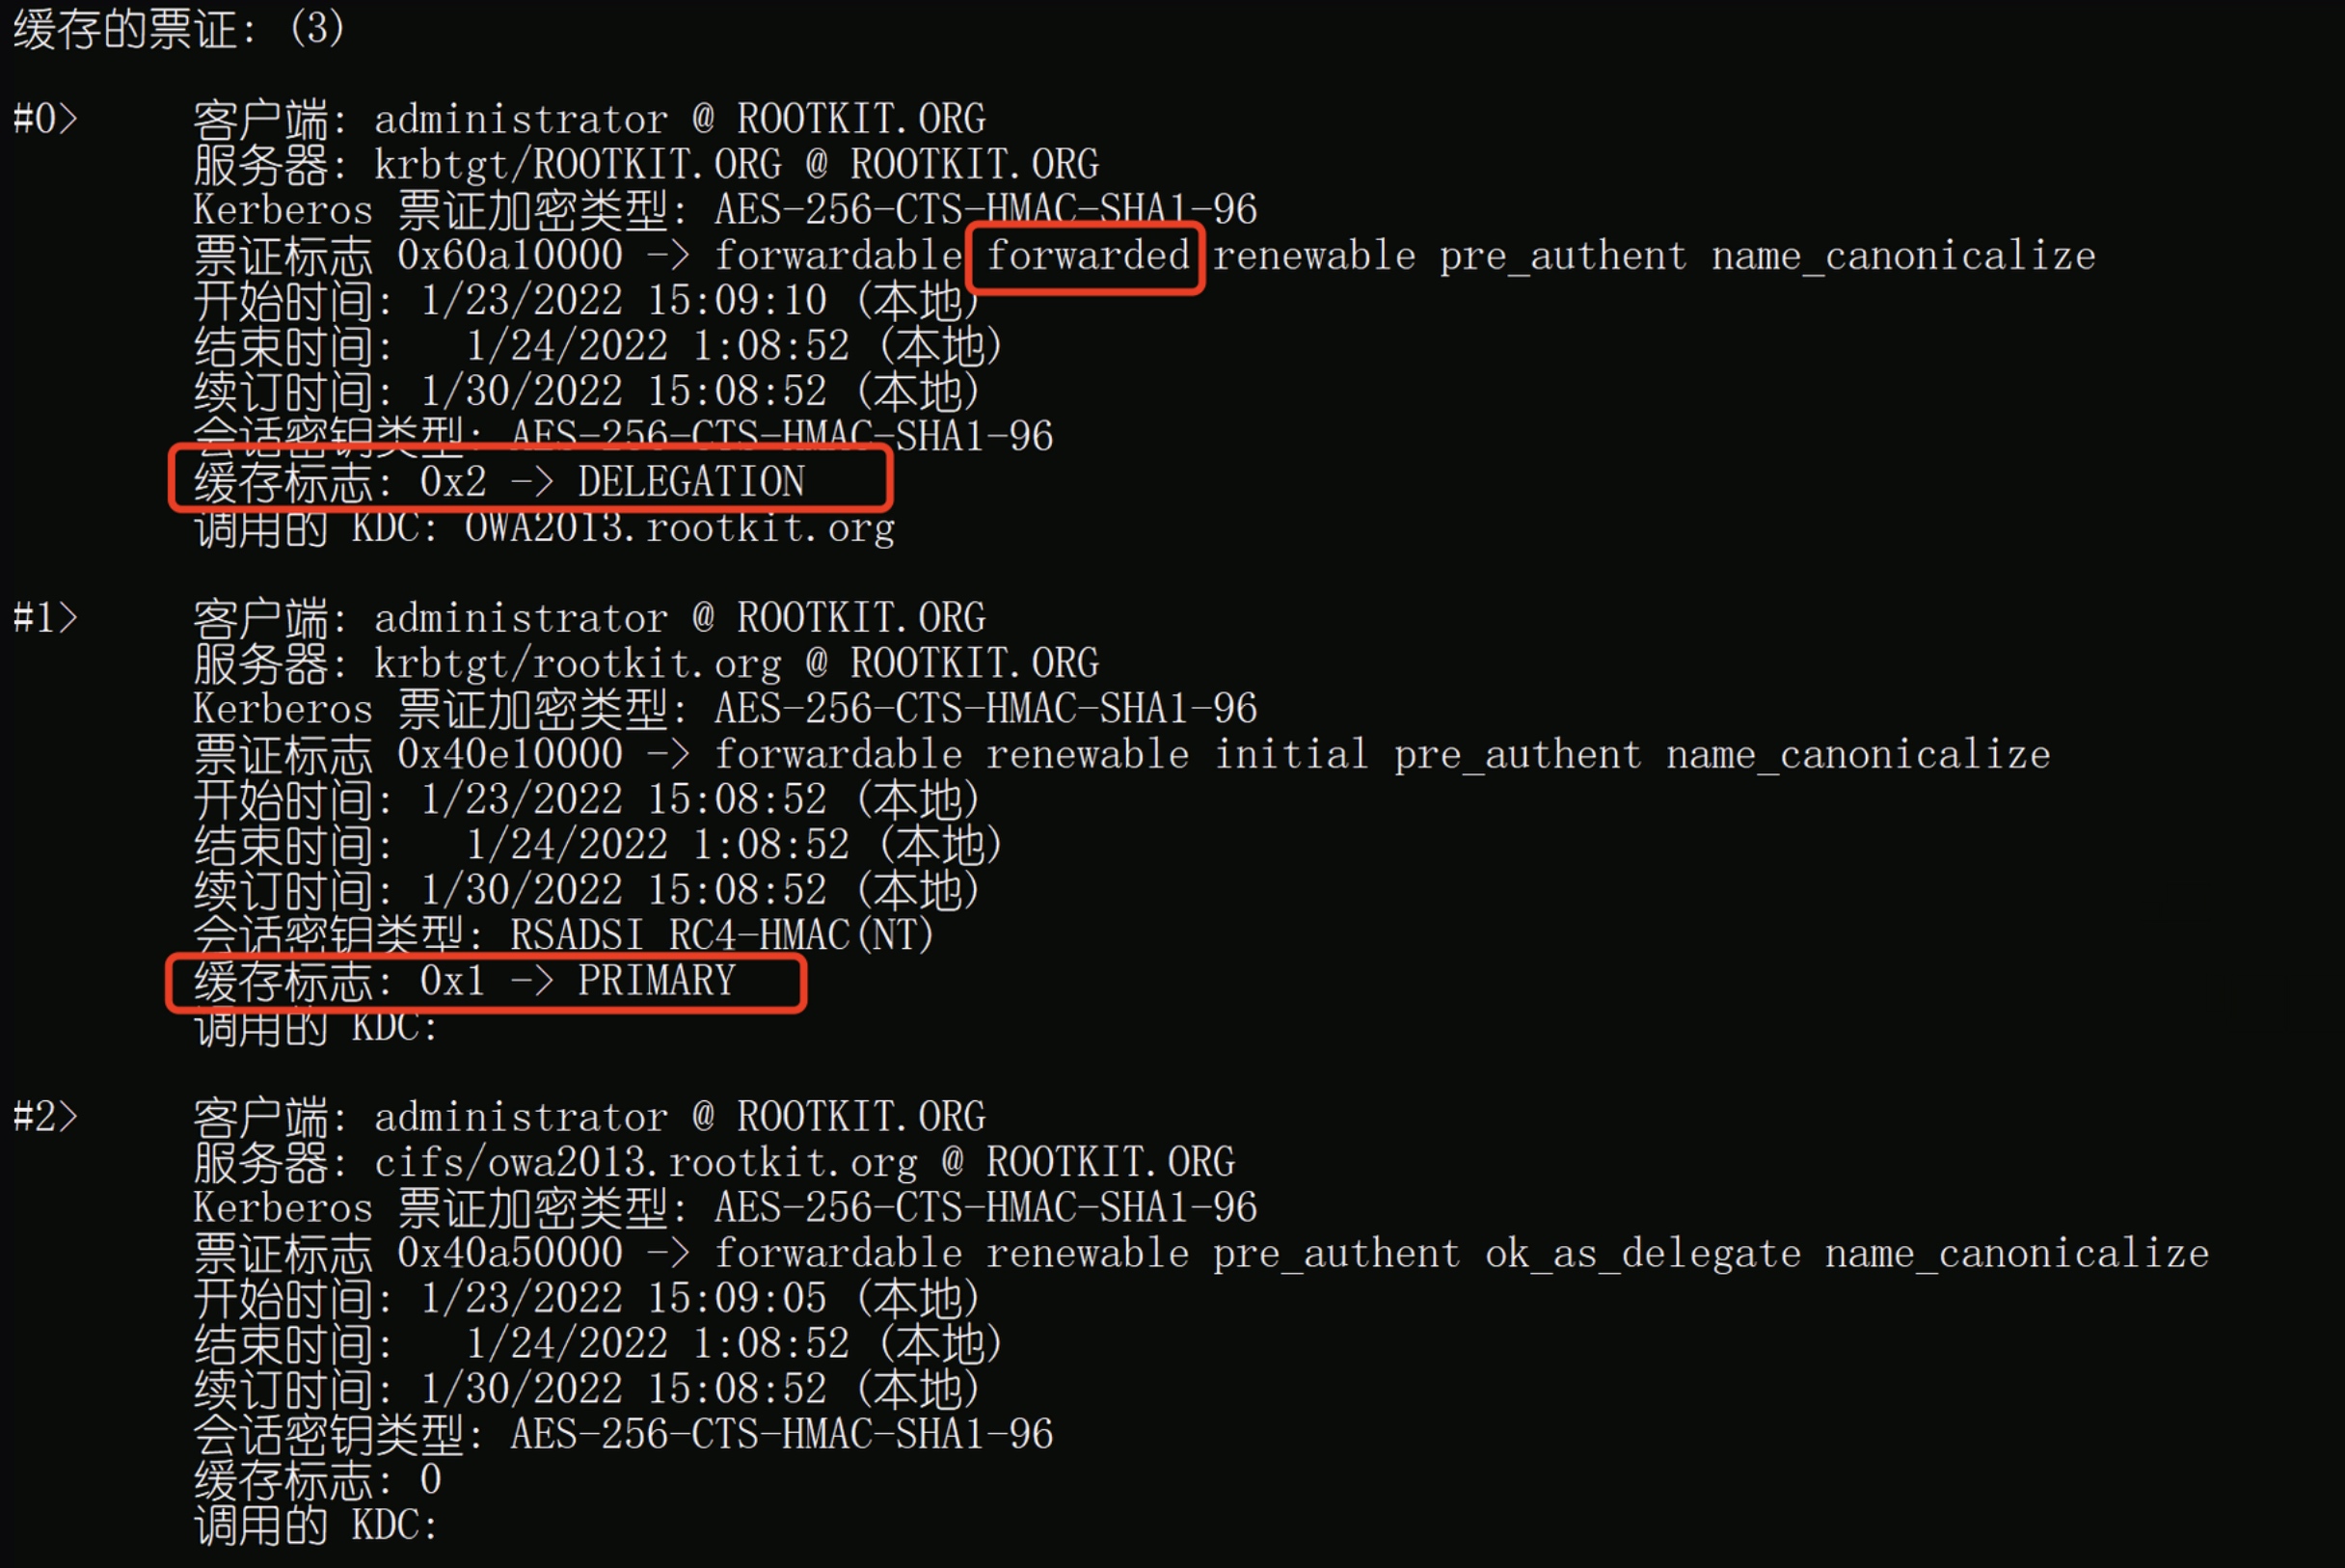 缓存的票证: (3)
#0> 客户端: administrator @ ROOTKIT.ORG
服务器: krbtgt/ROOTKIT.ORG @ ROOTKIT.ORG
Kerberos 票证加密类型: AES-256-CTS-HMAC-SHA1-96
票证标志 0x60a10000 -> forwardable forwarded renewable pre_authent name_canonicalize
开始时间: 1/23/2022 15:09:10 (本地)
结束时间:   1/24/2022 1:08:52 (本地)
续订时间: 1/30/2022 15:08:52 (本地)
会话密钥类型: AES-256-CTS-HMAC-SHA1-96
缓存标志: 0x2 -> DELEGATION
调用的 KDC: OWA2013.rootkit.org
#1> 客户端: administrator @ ROOTKIT.ORG
服务器: krbtgt/rootkit.org @ ROOTKIT.ORG
Kerberos 票证加密类型: AES-256-CTS-HMAC-SHA1-96
票证标志 0x40e10000 -> forwardable renewable initial pre_authent name_canonicalize
开始时间: 1/23/2022 15:08:52 (本地)
结束时间:   1/24/2022 1:08:52 (本地)
续订时间: 1/30/2022 15:08:52 (本地)
会话密钥类型: RSADSI RC4-HMAC(NT)
缓存标志: 0x1 -> PRIMARY
调用的 KDC:
#2> 客户端: administrator @ ROOTKIT.ORG
服务器: cifs/owa2013.rootkit.org @ ROOTKIT.ORG
Kerberos 票证加密类型: AES-256-CTS-HMAC-SHA1-96
票证标志 0x40a50000 -> forwardable renewable pre_authent ok_as_delegate name_canonicalize
开始时间: 1/23/2022 15:09:05 (本地)
结束时间:   1/24/2022 1:08:52 (本地)
续订时间: 1/30/2022 15:08:52 (本地)
会话密钥类型: AES-256-CTS-HMAC-SHA1-96
缓存标志: 0
调用的 KDC: